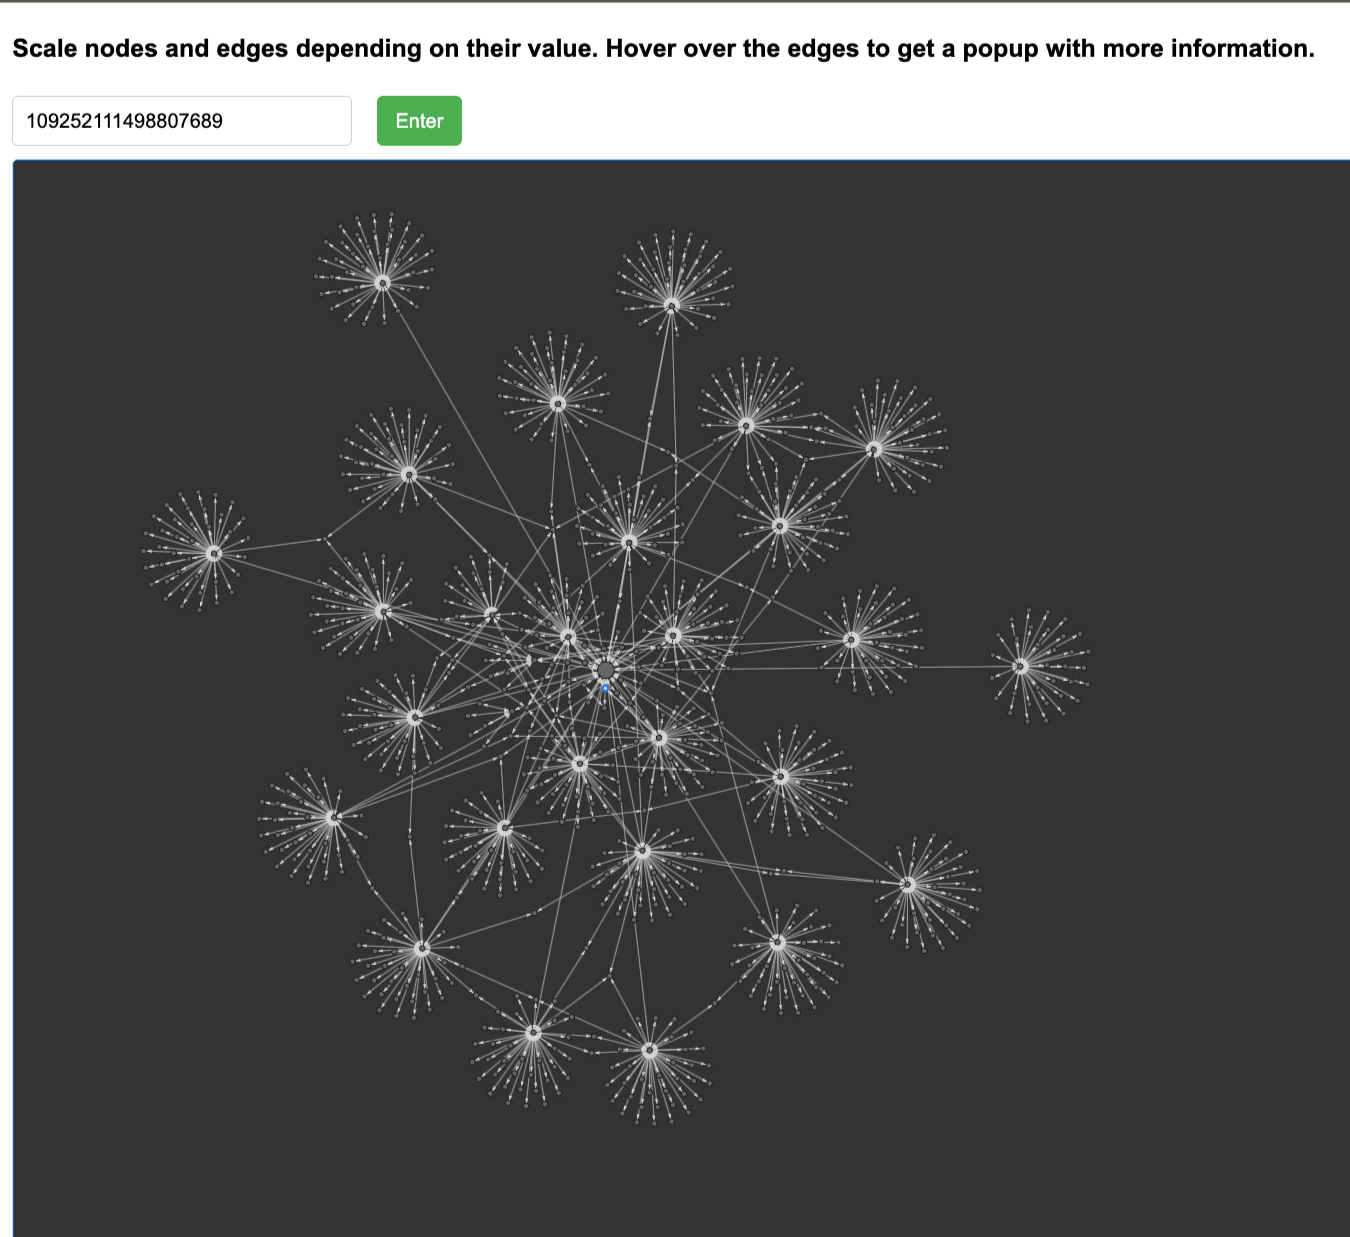 Scale nodes and edges depending on their value. Hover over the edges to get a popup with more information.
109252111498807689
Enter